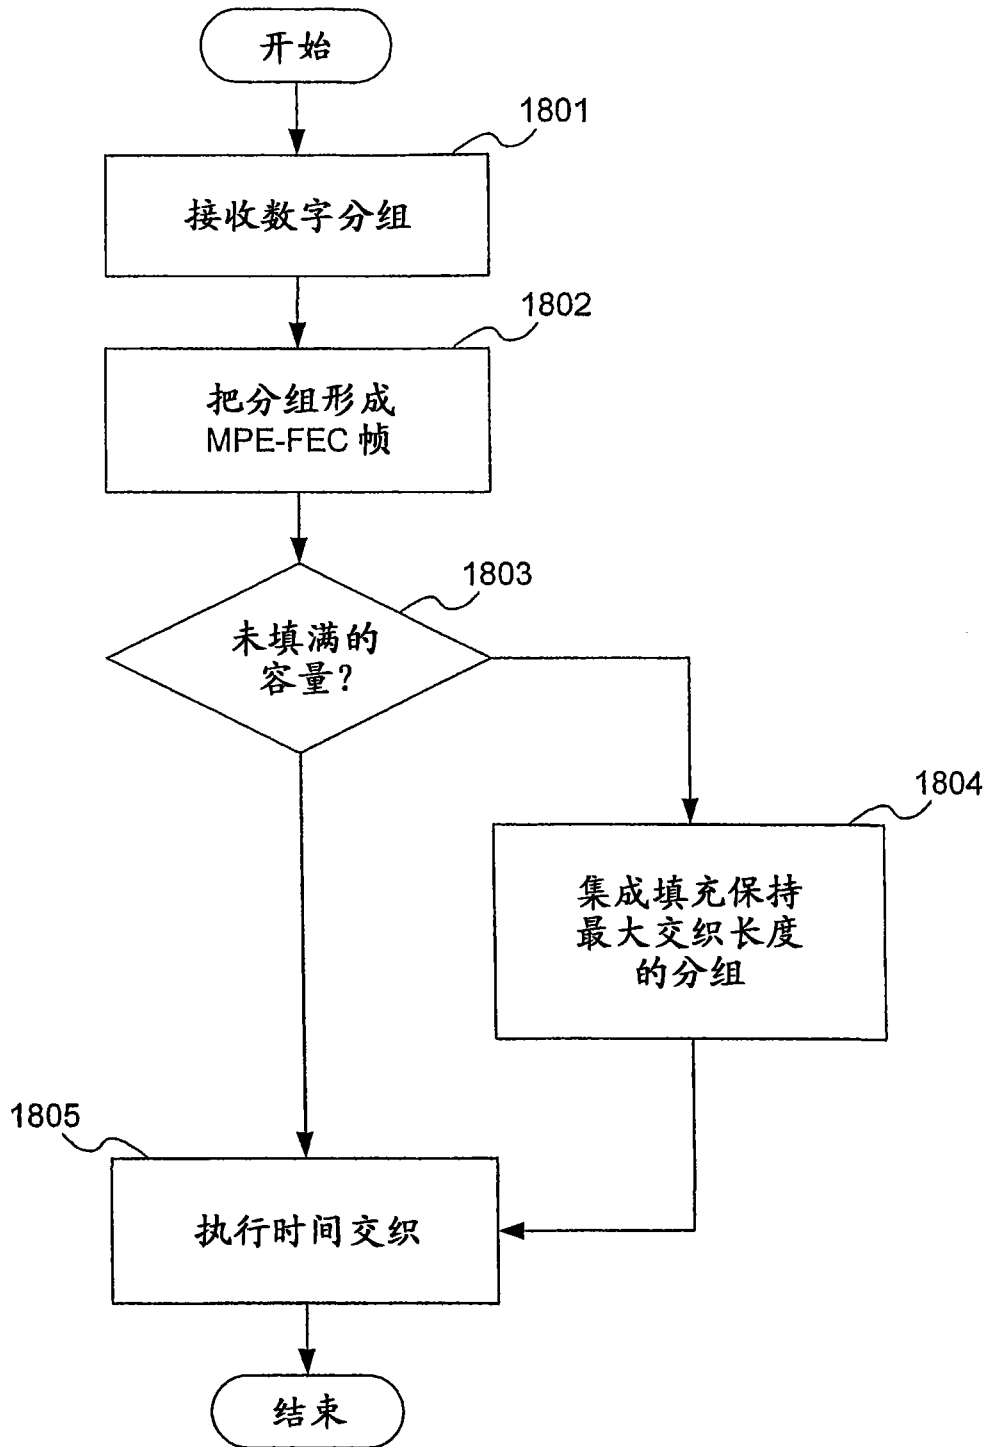 开始
1801
接收数字分组
1802
把分组形成
MPE-FEC 帧
1803
未填满的
容量?
1804
集成填充保持
最大交织长度
的分组
1805
执行时间交织
结束